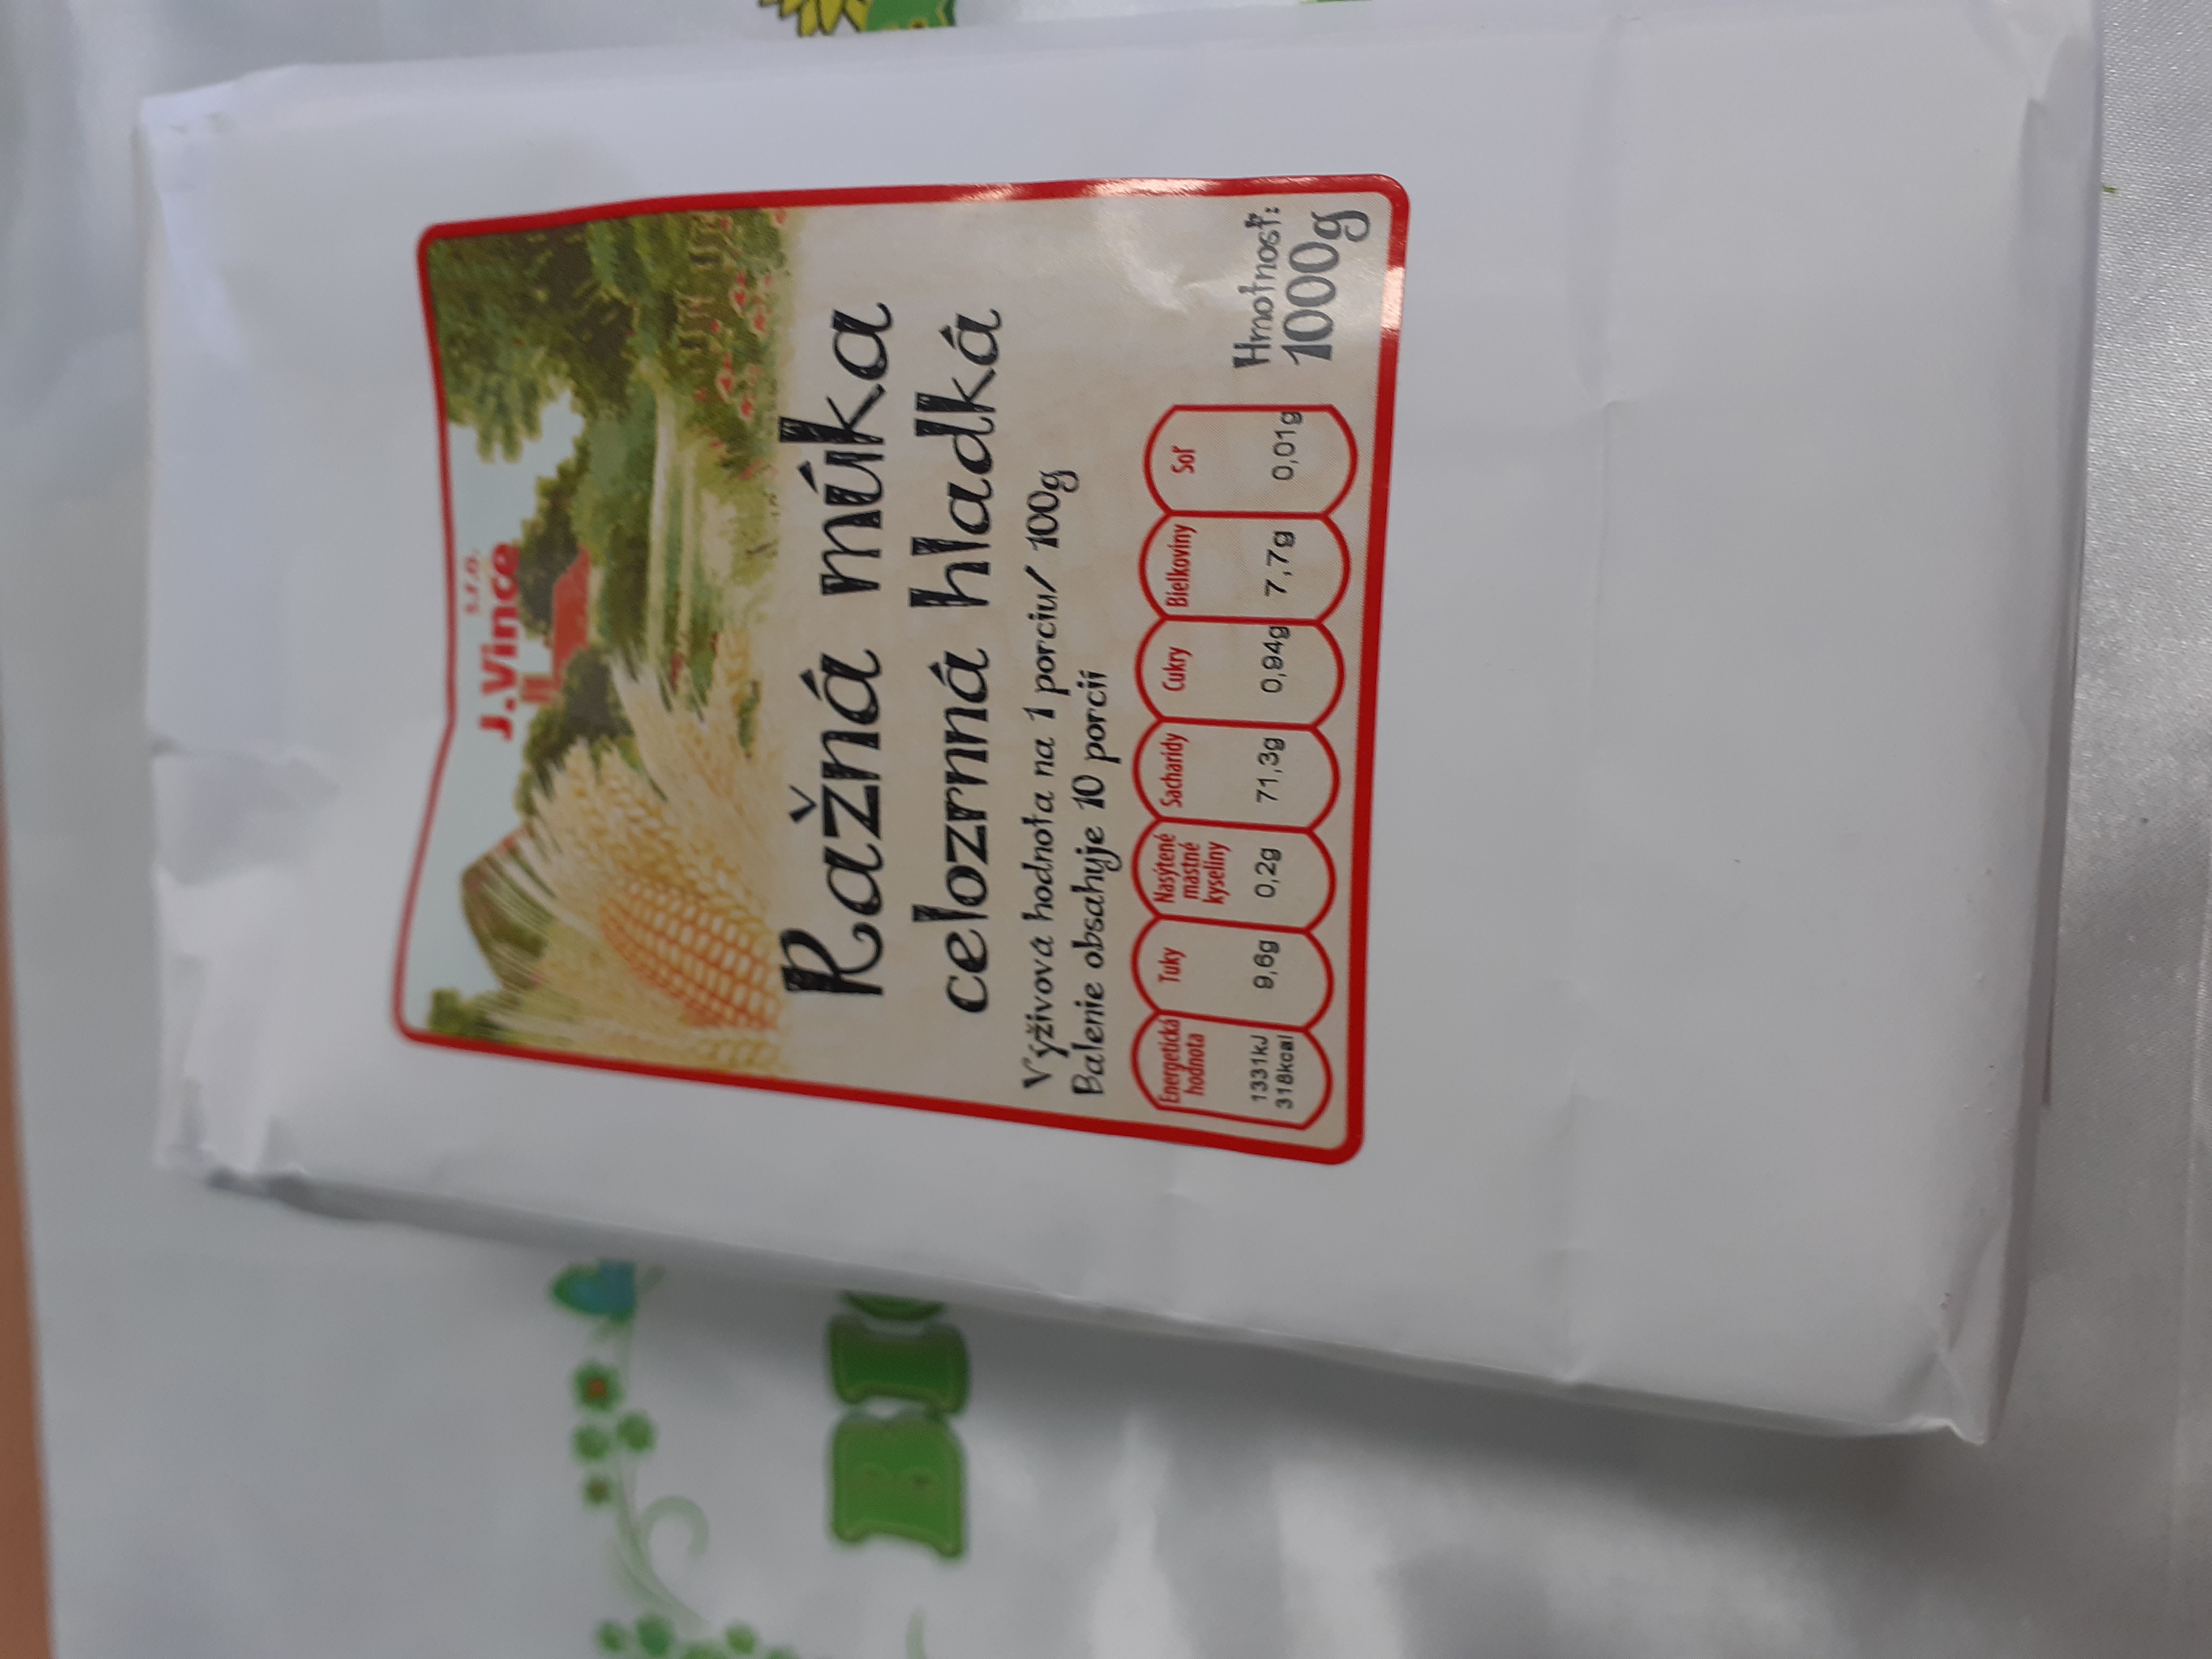 J.Vince s.r.o.
Ražná múka
celozrnná hladká
Výživová hodnota na 1 porciu/ 100g
Balenie obsahuje 10 porcií
Energetická hodnota
1331kJ
318kcal
Tuky
9,6g
Nasýtené mastné kyseliny
0,2g
Sacharidy
71,3g
Cukry
0,94g
Bielkoviny
7,7g
Soľ
0,01g
Hmotnosť:
1000g